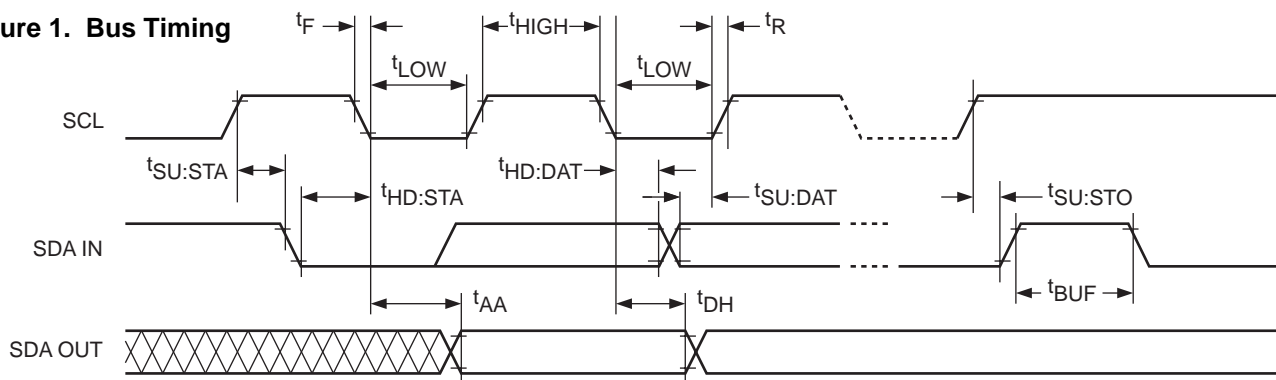 ure 1. Bus Timing
tF
tHIGH
tR
tLOW
tLOW
SCL
tSU:STA
tHD:STA
tHD:DAT
tSU:DAT
tSU:STO
SDA IN
tBUF
tAA
tDH
SDA OUT